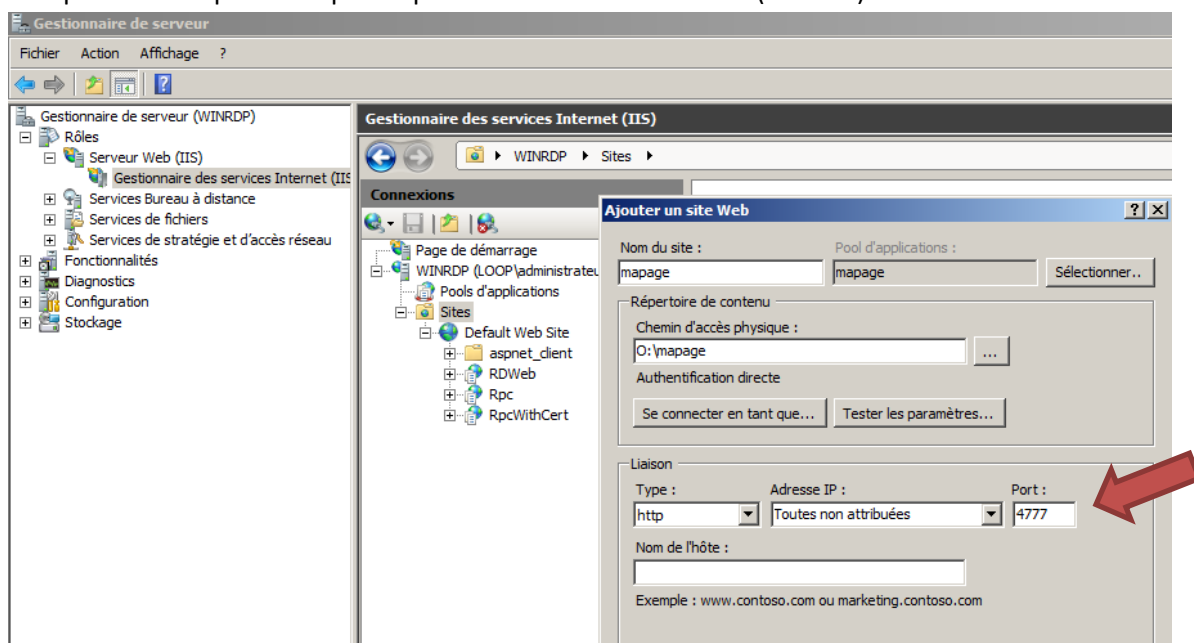 Gestionnaire de serveur
Fichier Action Affichage ?
Gestionnaire de serveur (WINRDP)
Rôles
Serveur Web (IIS)
Gestionnaire des services Internet (IIS
Services Bureau à distance
Services de fichiers
Services de stratégie et d'accès réseau
Fonctionnalités
Diagnostics
Configuration
Stockage
Gestionnaire des services Internet (IIS)
WINRDP Sites
Connexions
Page de démarrage
WINRDP (LOOP\administrateu
Pools d'applications
Sites
Default Web Site
aspnet_client
RDWeb
Rpc
RpcWithCert
Ajouter un site Web
Nom du site : Pool d'applications :
mapage mapage Sélectionner..
Répertoire de contenu
Chemin d'accès physique :
O:\mapage ...
Authentification directe
Se connecter en tant que... Tester les paramètres...
Liaison
Type : Adresse IP : Port :
http Toutes non attribuées 4777
Nom de l'hôte :
Exemple : www.contoso.com ou marketing.contoso.com